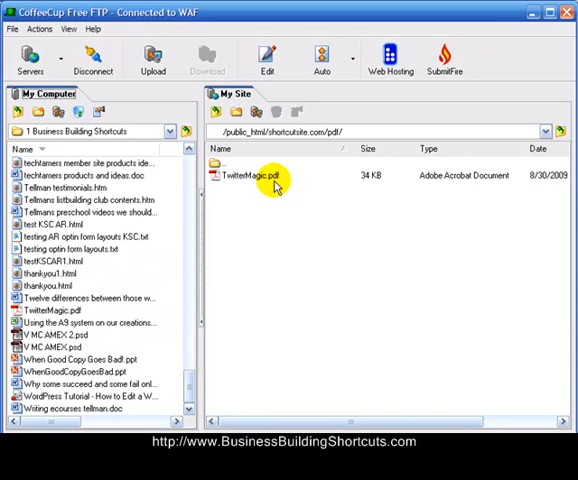 CoffeeCup Free FTP - Connected to WAF
File Actions View Help
Servers Disconnect Upload Download Edit Auto Web Hosting SubmitFire
My Computer
1 Business Building Shortcuts
Name
techtamers member site products ide...
techtamers products and ideas.doc
Tellman testimonials.htm
Tellmans listbuilding club contents.htm
Tellmans preschool videos we should...
test KSC AR.html
testing AR optin form layouts KSC.txt
testing optin form layouts.txt
testKSCAR1.html
thankyou1.html
thankyou.html
Twelve differences between those w...
TwitterMagic.pdf
Using the A9 system on our creations...
V MC AMEX 2.psd
V MC AMEX.psd
When Good Copy Goes Bad!.ppt
WhenGoodCopyGoesBad.ppt
Why some succeed and some fail onl...
WordPress Tutorial - How to Edit a W...
Writing ecourses tellman.doc
My Site
/public_html/shortcutsite.com/pdf/
Name Size Type Date
..
TwitterMagic.pdf 34 KB Adobe Acrobat Document 8/30/2009
http://www.BusinessBuildingShortcuts.com